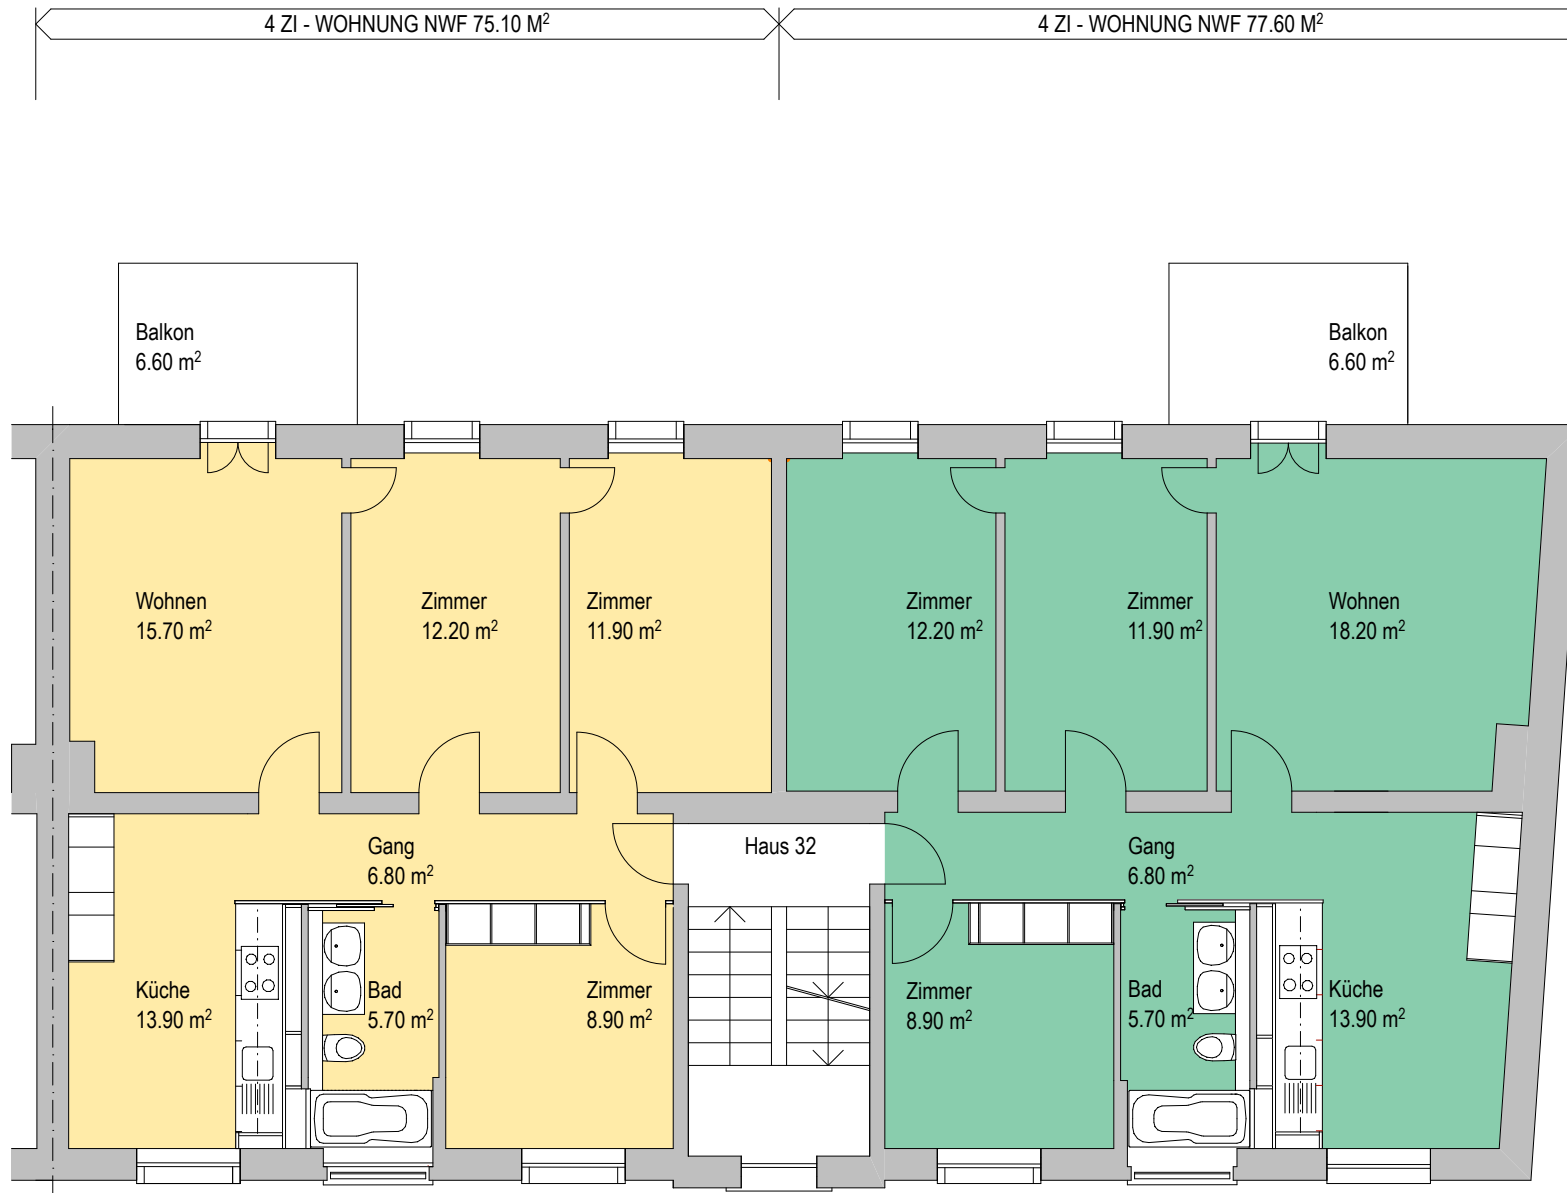 4 ZI - WOHNUNG NWF 75.10 M²
4 ZI - WOHNUNG NWF 77.60 M²
Balkon
6.60 m²
Balkon
6.60 m²
Wohnen
15.70 m²
Zimmer
12.20 m²
Zimmer
11.90 m²
Zimmer
12.20 m²
Zimmer
11.90 m²
Wohnen
18.20 m²
Gang
6.80 m²
Haus 32
Gang
6.80 m²
Küche
13.90 m²
Bad
5.70 m²
Zimmer
8.90 m²
Zimmer
8.90 m²
Bad
5.70 m²
Küche
13.90 m²